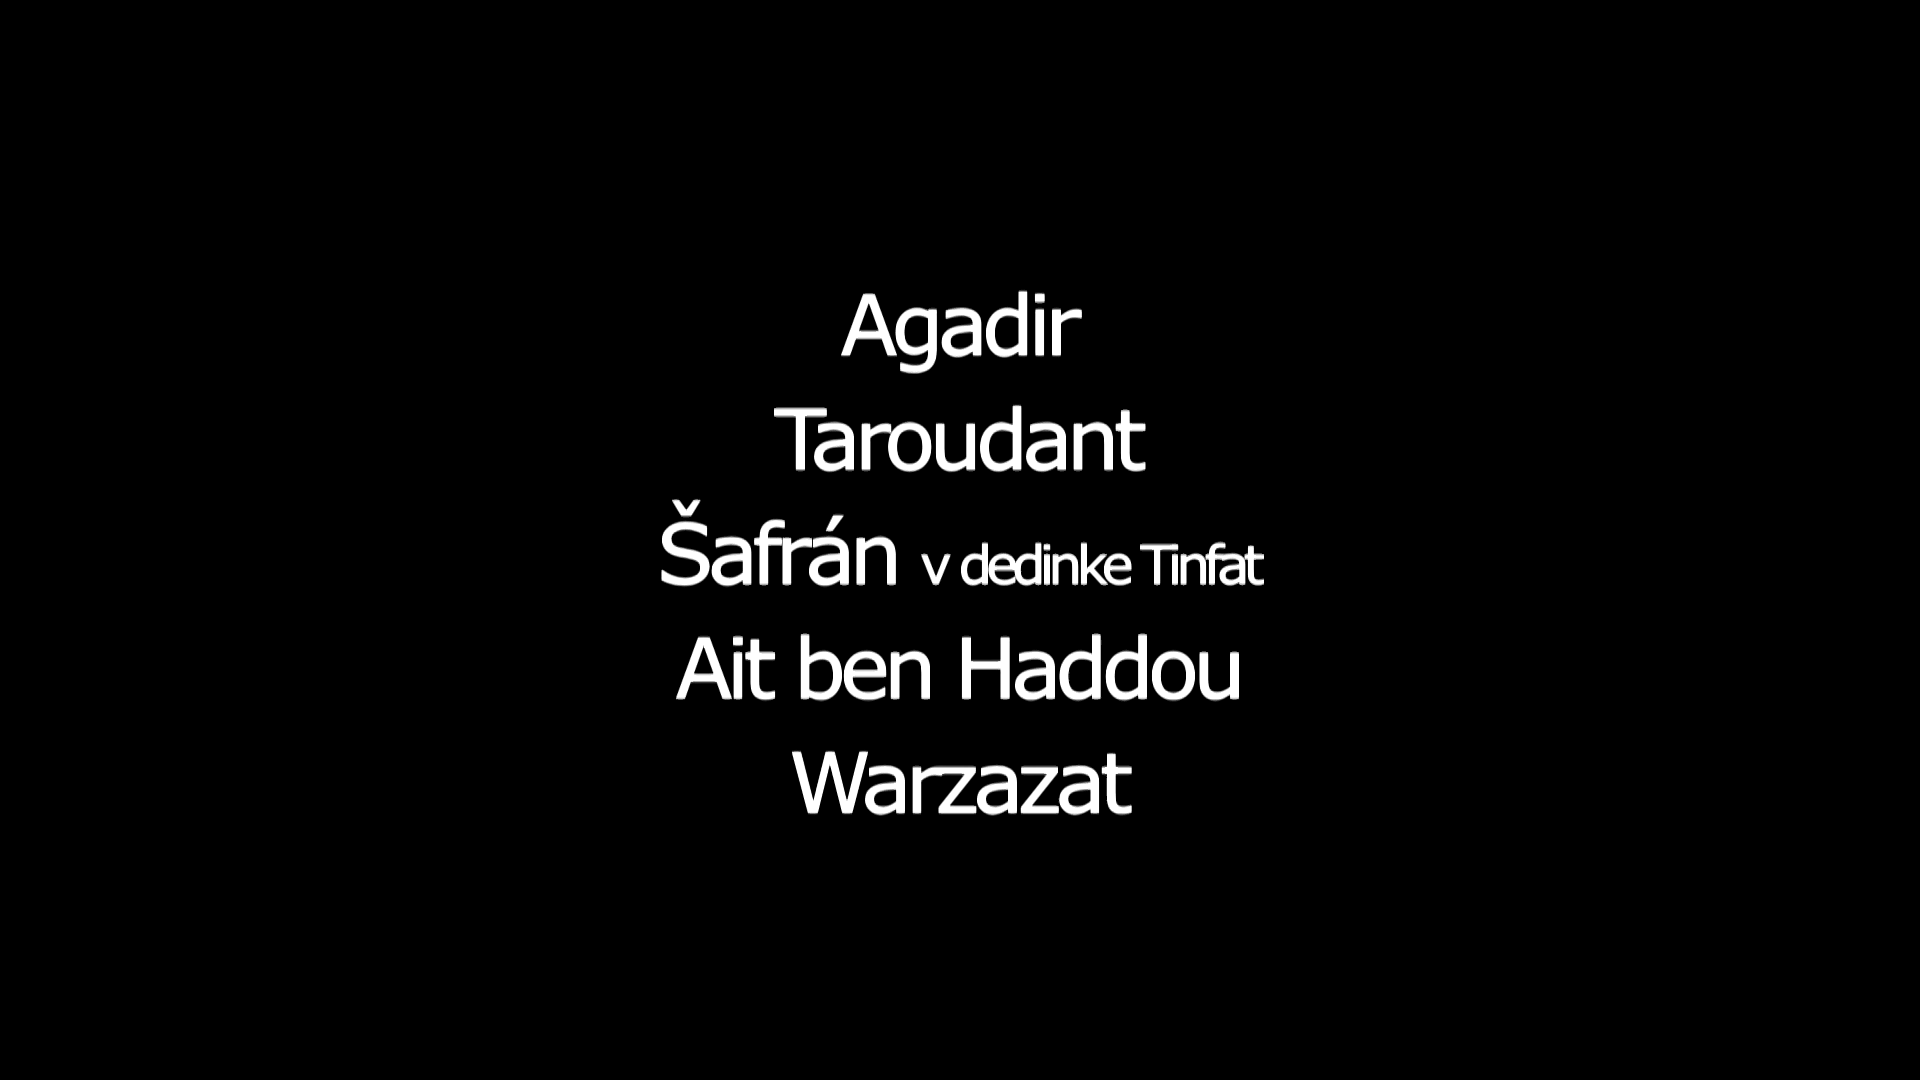 Agadir
Taroudant
Šafrán v dedinke Tinfat
Ait ben Haddou
Warzazat